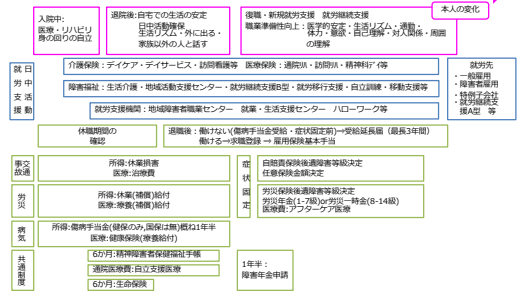 本人の変化
入院中:
医療・リハビリ
身の回りの自立
退院後:自宅での生活の安定
日中活動確保
生活リズム・外に出る・
家族以外の人と話す
復職・新規就労支援　就労継続支援
職業準備性向上：医学的安定・生活リズム・通勤・
体力・意欲・自己理解・対人関係・周囲
の理解
就労支援
日中活動
介護保険：デイケア・デイサービス・訪問看護等　医療保険：通院ﾘﾊ・訪問ﾘﾊ・精神科ﾃﾞｲ等
障害福祉：生活介護・地域活動支援センター・就労継続支援B型・就労移行支援・自立訓練・移動支援等
就労支援機関：地域障害者職業センター　就業・生活支援センター　ハローワーク等
就労先
・一般雇用
・障害者雇用
・特例子会社
・就労継続支
援A型　等
休職期間の
確認
退職後：働けない(傷病手当金受給・症状固定前)→受給延長届（最長3年間）
働ける→求職登録 → 雇用保険基本手当
交通
事故
所得:休業損害
医療:治療費
症状固定
自賠責保険後遺障害等級決定
任意保険金額決定
労災
所得:休業(補償)給付
医療:療養(補償)給付
労災保険後遺障害等級決定
労災年金(1-7級)or労災一時金(8-14級)
医療費:アフターケア医療
病気
所得:傷病手当金(健保のみ,国保は無)概ね1年半
医療:健康保険(療養給付)
共通制度
6か月:精神障害者保健福祉手帳
通院医療費:自立支援医療
6か月:生命保険
1年半：
障害年金申請